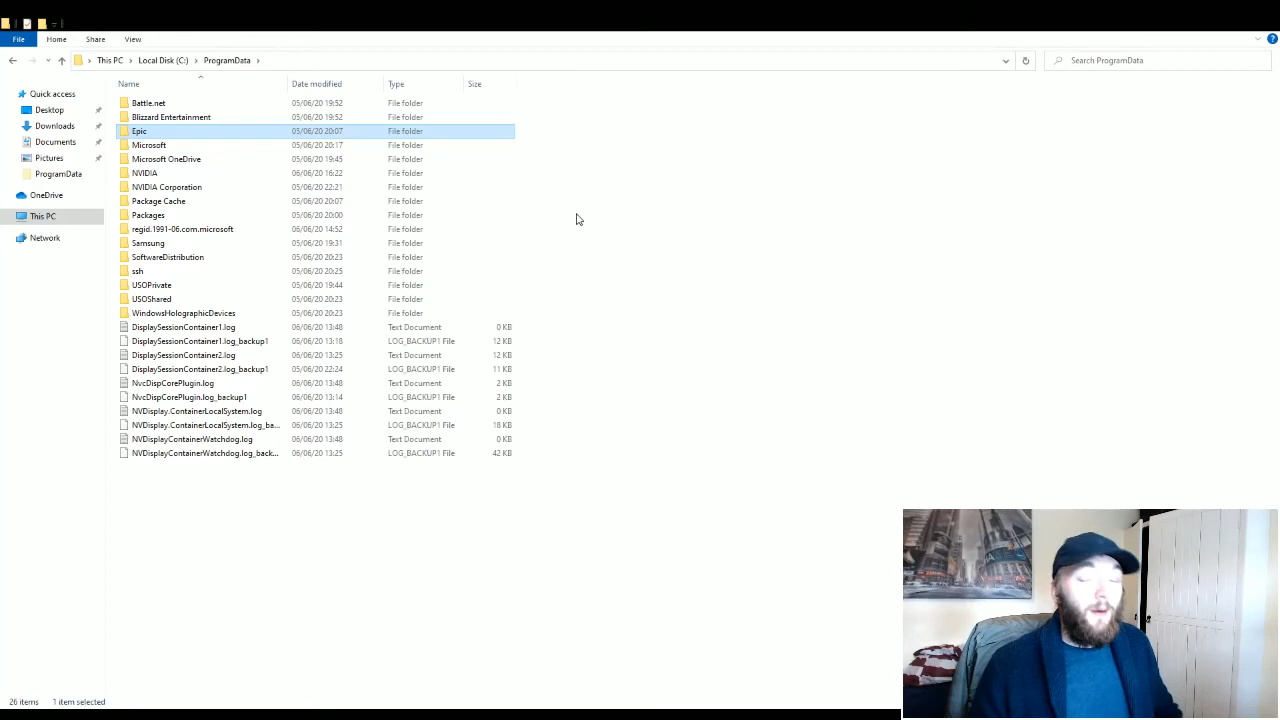 File Home Share View
This PC Local Disk (C:) ProgramData Search ProgramData
Name Date modified Type Size
Quick access
Desktop
Downloads
Documents
Pictures
ProgramData
OneDrive
This PC
Network
Battle.net 05/06/20 19:52 File folder
Blizzard Entertainment 05/06/20 19:52 File folder
Epic 05/06/20 20:07 File folder
Microsoft 05/06/20 20:17 File folder
Microsoft OneDrive 05/06/20 19:45 File folder
NVIDIA 06/06/20 16:22 File folder
NVIDIA Corporation 05/06/20 22:21 File folder
Package Cache 05/06/20 20:07 File folder
Packages 05/06/20 20:00 File folder
regid.1991-06.com.microsoft 06/06/20 14:52 File folder
Samsung 05/06/20 19:31 File folder
SoftwareDistribution 05/06/20 20:23 File folder
ssh 05/06/20 20:25 File folder
USOPrivate 05/06/20 19:44 File folder
USOShared 05/06/20 20:23 File folder
WindowsHolographicDevices 05/06/20 20:23 File folder
DisplaySessionContainer1.log 06/06/20 13:48 Text Document 0 KB
DisplaySessionContainer1.log_backup1 06/06/20 13:18 LOG_BACKUP1 File 12 KB
DisplaySessionContainer2.log 06/06/20 13:25 Text Document 12 KB
DisplaySessionContainer2.log_backup1 05/06/20 22:24 LOG_BACKUP1 File 11 KB
NvcDispCorePlugin.log 06/06/20 13:48 Text Document 2 KB
NvcDispCorePlugin.log_backup1 06/06/20 13:14 LOG_BACKUP1 File 2 KB
NVDisplay.ContainerLocalSystem.log 06/06/20 13:48 Text Document 0 KB
NVDisplay.ContainerLocalSystem.log_ba... 06/06/20 13:25 LOG_BACKUP1 File 18 KB
NVDisplayContainerWatchdog.log 06/06/20 13:48 Text Document 0 KB
NVDisplayContainerWatchdog.log_back... 06/06/20 13:25 LOG_BACKUP1 File 42 KB
26 items 1 item selected